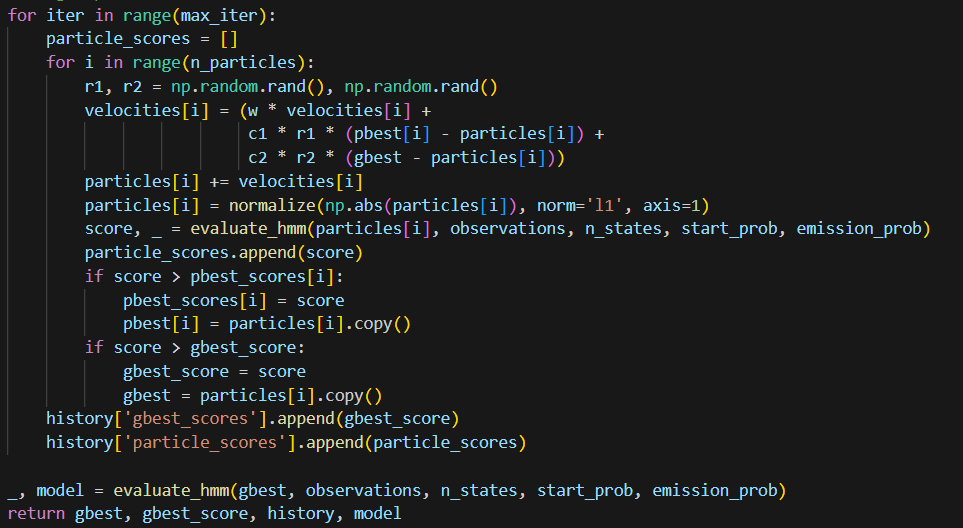 for iter in range(max_iter):
    particle_scores = []
    for i in range(n_particles):
        r1, r2 = np.random.rand(), np.random.rand()
        velocities[i] = (w * velocities[i] +
                         c1 * r1 * (pbest[i] - particles[i]) +
                         c2 * r2 * (gbest - particles[i]))
        particles[i] += velocities[i]
        particles[i] = normalize(np.abs(particles[i]), norm='l1', axis=1)
        score, _ = evaluate_hmm(particles[i], observations, n_states, start_prob, emission_prob)
        particle_scores.append(score)
        if score > pbest_scores[i]:
            pbest_scores[i] = score
            pbest[i] = particles[i].copy()
        if score > gbest_score:
            gbest_score = score
            gbest = particles[i].copy()
    history['gbest_scores'].append(gbest_score)
    history['particle_scores'].append(particle_scores)

_, model = evaluate_hmm(gbest, observations, n_states, start_prob, emission_prob)
return gbest, gbest_score, history, model